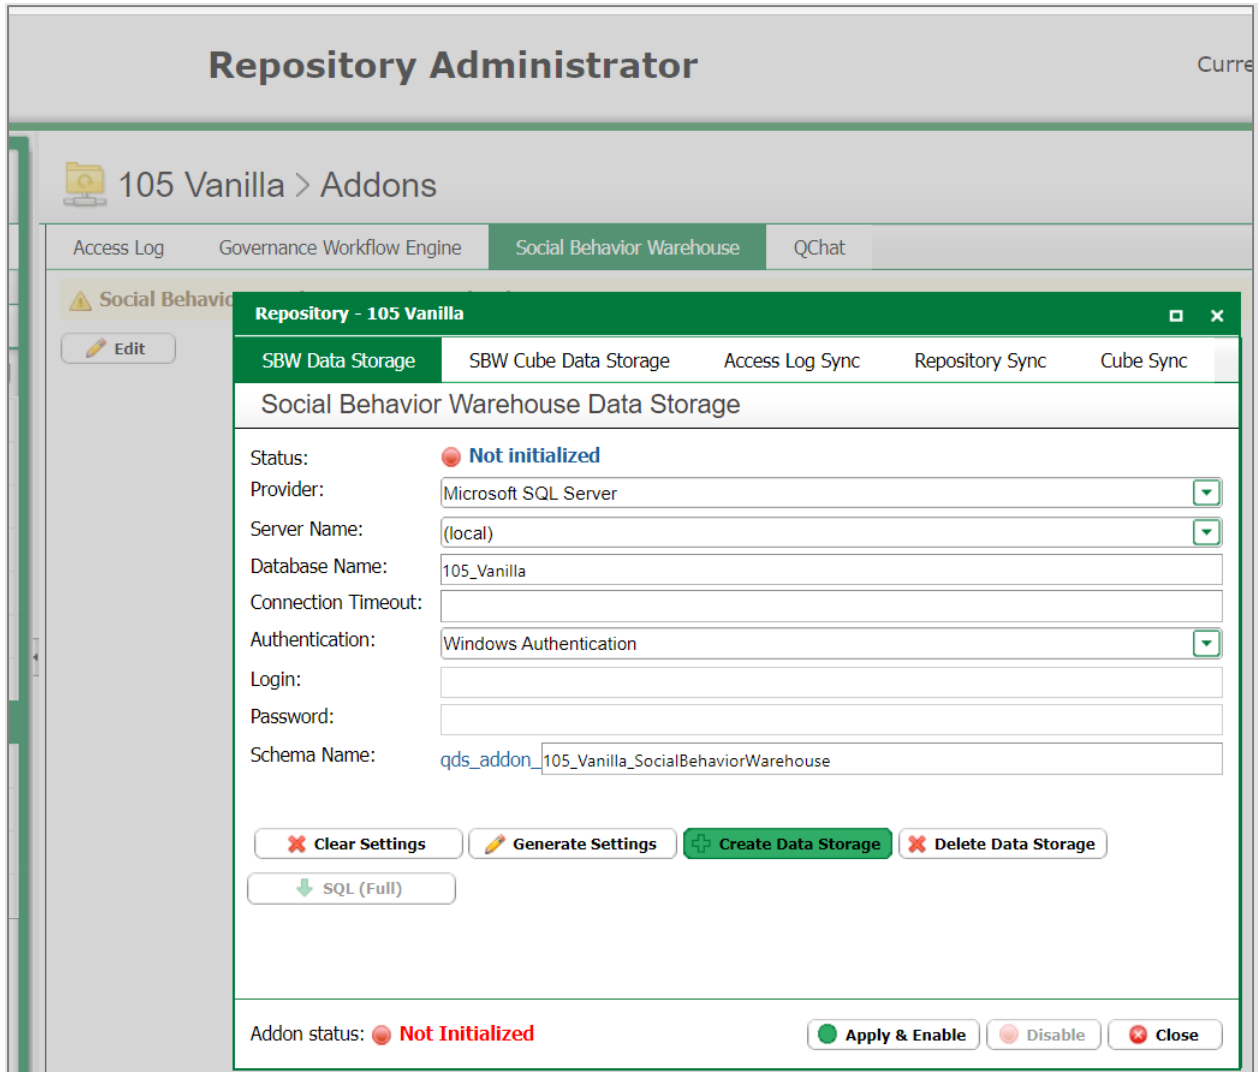 Repository Administrator
Curre
105 Vanilla > Addons
Access Log Governance Workflow Engine Social Behavior Warehouse QChat
Social Behavio
Edit
Repository - 105 Vanilla
SBW Data Storage SBW Cube Data Storage Access Log Sync Repository Sync Cube Sync
Social Behavior Warehouse Data Storage
Status: Not initialized
Provider: Microsoft SQL Server
Server Name: (local)
Database Name: 105_Vanilla
Connection Timeout:
Authentication: Windows Authentication
Login:
Password:
Schema Name: qds_addon_ 105_Vanilla_SocialBehaviorWarehouse
Clear Settings Generate Settings Create Data Storage Delete Data Storage
SQL (Full)
Addon status: Not Initialized Apply & Enable Disable Close